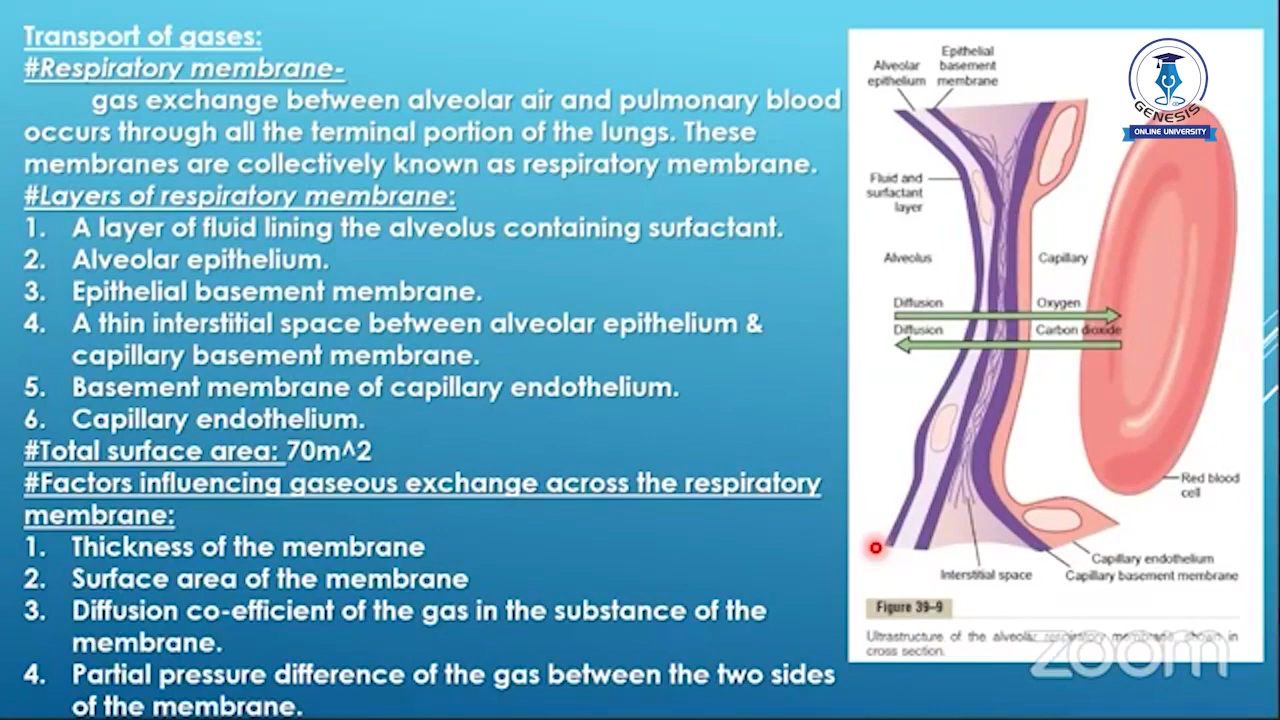 Transport of gases:
#Respiratory membrane-
gas exchange between alveolar air and pulmonary blood
occurs through all the terminal portion of the lungs. These
membranes are collectively known as respiratory membrane.
#Layers of respiratory membrane:
1. A layer of fluid lining the alveolus containing surfactant.
2. Alveolar epithelium.
3. Epithelial basement membrane.
4. A thin interstitial space between alveolar epithelium &
capillary basement membrane.
5. Basement membrane of capillary endothelium.
6. Capillary endothelium.
#Total surface area: 70m^2
#Factors influencing gaseous exchange across the respiratory
membrane:
1. Thickness of the membrane
2. Surface area of the membrane
3. Diffusion co-efficient of the gas in the substance of the
membrane.
4. Partial pressure difference of the gas between the two sides
of the membrane.
Alveolar
epithelium
Epithelial
basement
membrane
GENESIS
ONLINE UNIVERSITY
Fluid and
surfactant
layer
Alveolus
Capillary
Diffusion
Oxygen
Diffusion
Carbon dioxide
Red blood
cell
Capillary endothelium
Interstitial space
Capillary basement membrane
Figure 39–9
Ultrastructure of the alveolar respiratory membrane, shown in
cross section.
zoom